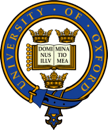 UNIVERSITY · OF · OXFORD
DOMI MINA
NUS TIO
ILLV MEA